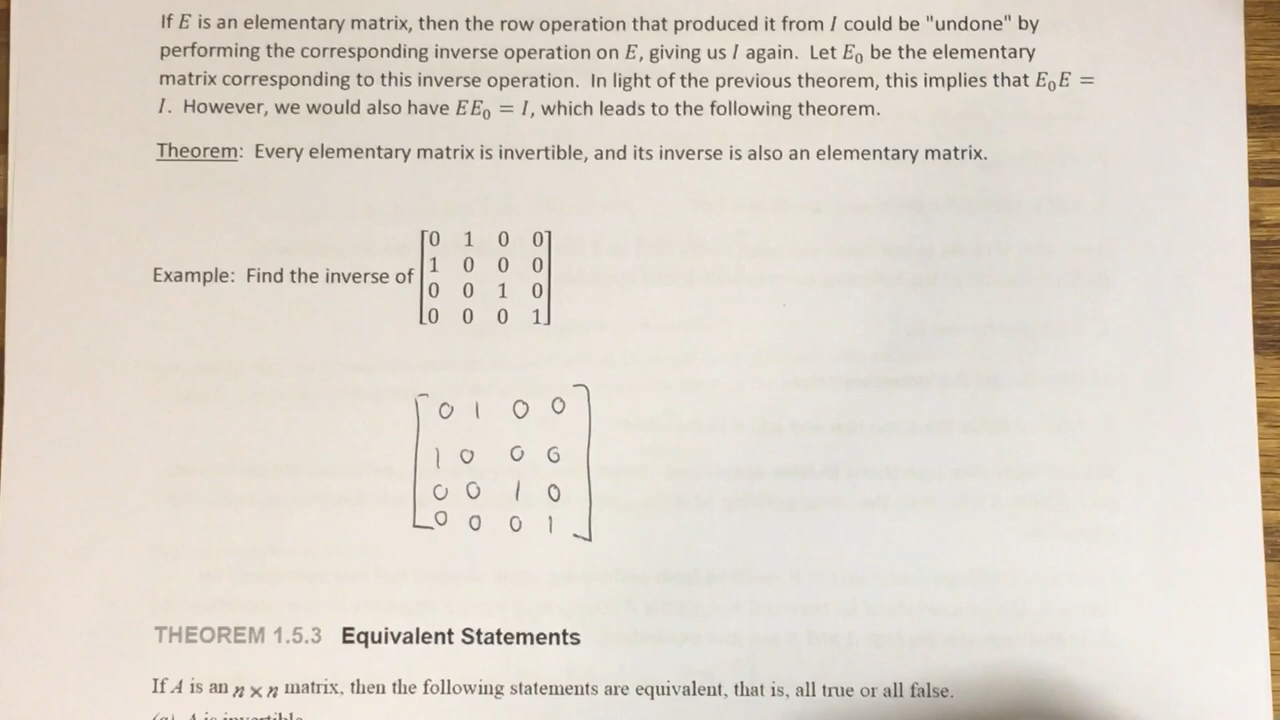 If E is an elementary matrix, then the row operation that produced it from I could be "undone" by
performing the corresponding inverse operation on E, giving us I again. Let E₀ be the elementary
matrix corresponding to this inverse operation. In light of the previous theorem, this implies that E₀E =
I. However, we would also have EE₀ = I, which leads to the following theorem.
Theorem: Every elementary matrix is invertible, and its inverse is also an elementary matrix.
Example: Find the inverse of
[0 1 0 0]
|1 0 0 0|
|0 0 1 0|
[0 0 0 1]
[0 1 0 0]
|1 0 0 0|
|0 0 1 0|
[0 0 0 1]
THEOREM 1.5.3 Equivalent Statements
If A is an n × n matrix, then the following statements are equivalent, that is, all true or all false.
(a) A is invertible